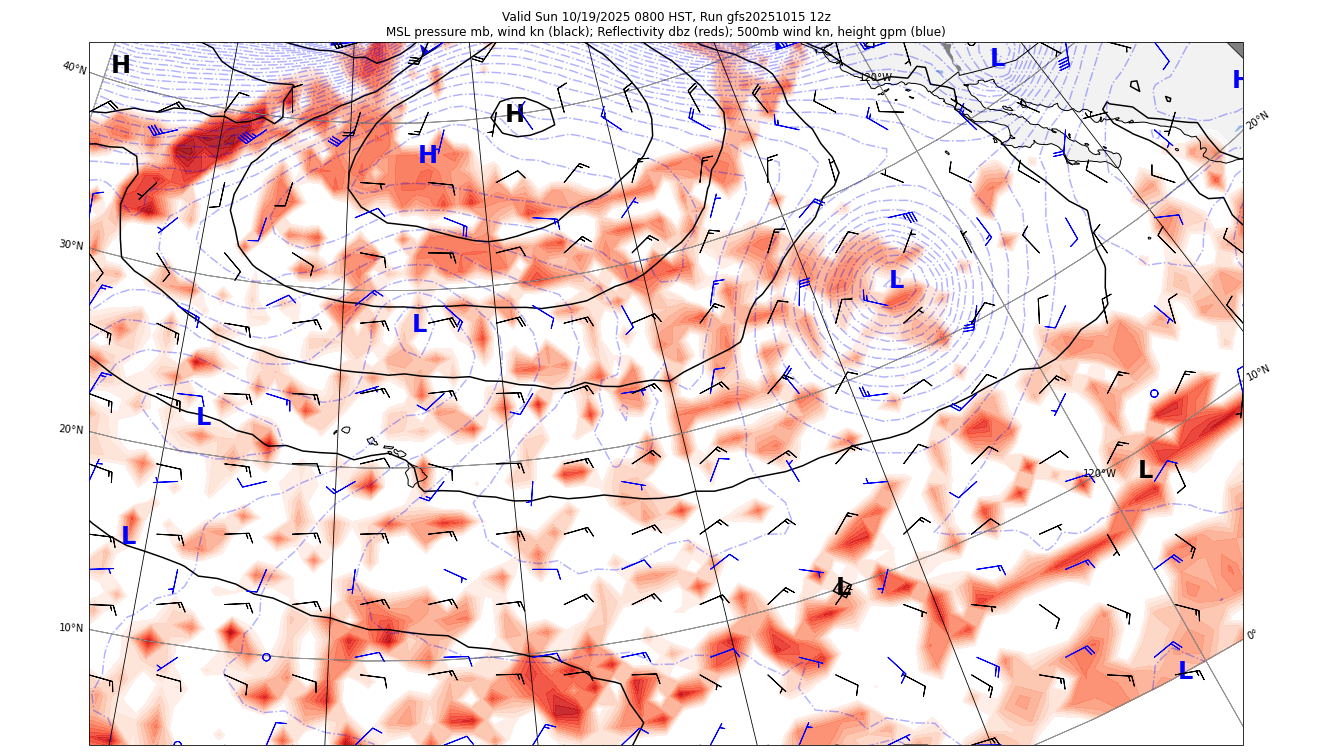 Valid Sun 10/19/2025 0800 HST, Run gfs20251015 12z
MSL pressure mb, wind kn (black); Reflectivity dbz (reds); 500mb wind kn, height gpm (blue)
H
L
40°N
120°W
H
H
20°N
H
30°N
L
L
10°N
L
20°N
L
120°W
L
L
10°N
0°
L